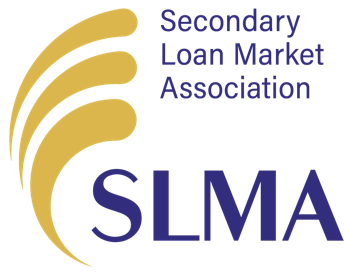 Secondary
Loan Market
Association
SLMA